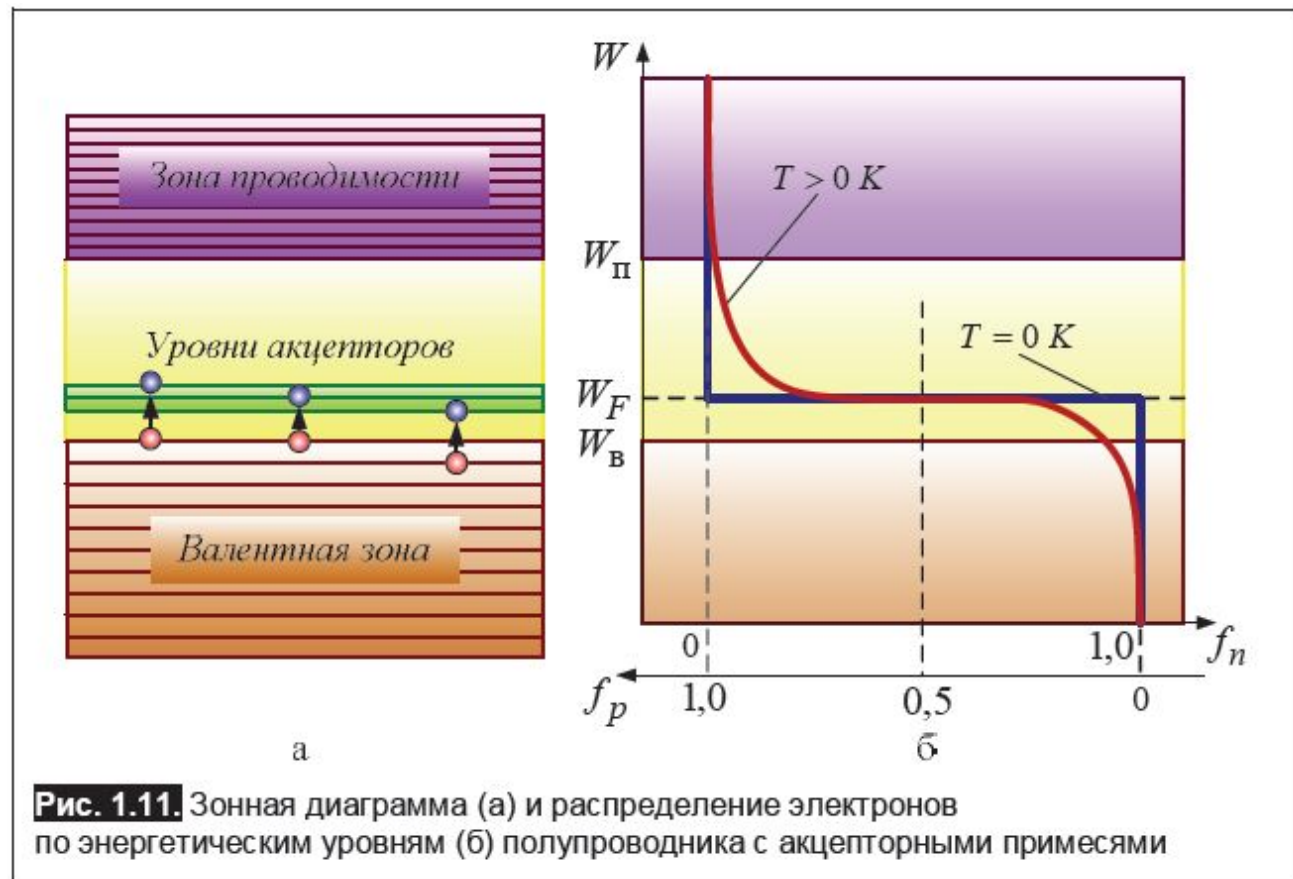 Зона проводимости
Уровни акцепторов
Валентная зона
а
W
T > 0 K
W_п
T = 0 K
W_F
W_в
0
1,0
f_n
f_p
1,0
0,5
0
б
Рис. 1.11. Зонная диаграмма (а) и распределение электронов
по энергетическим уровням (б) полупроводника с акцепторными примесями